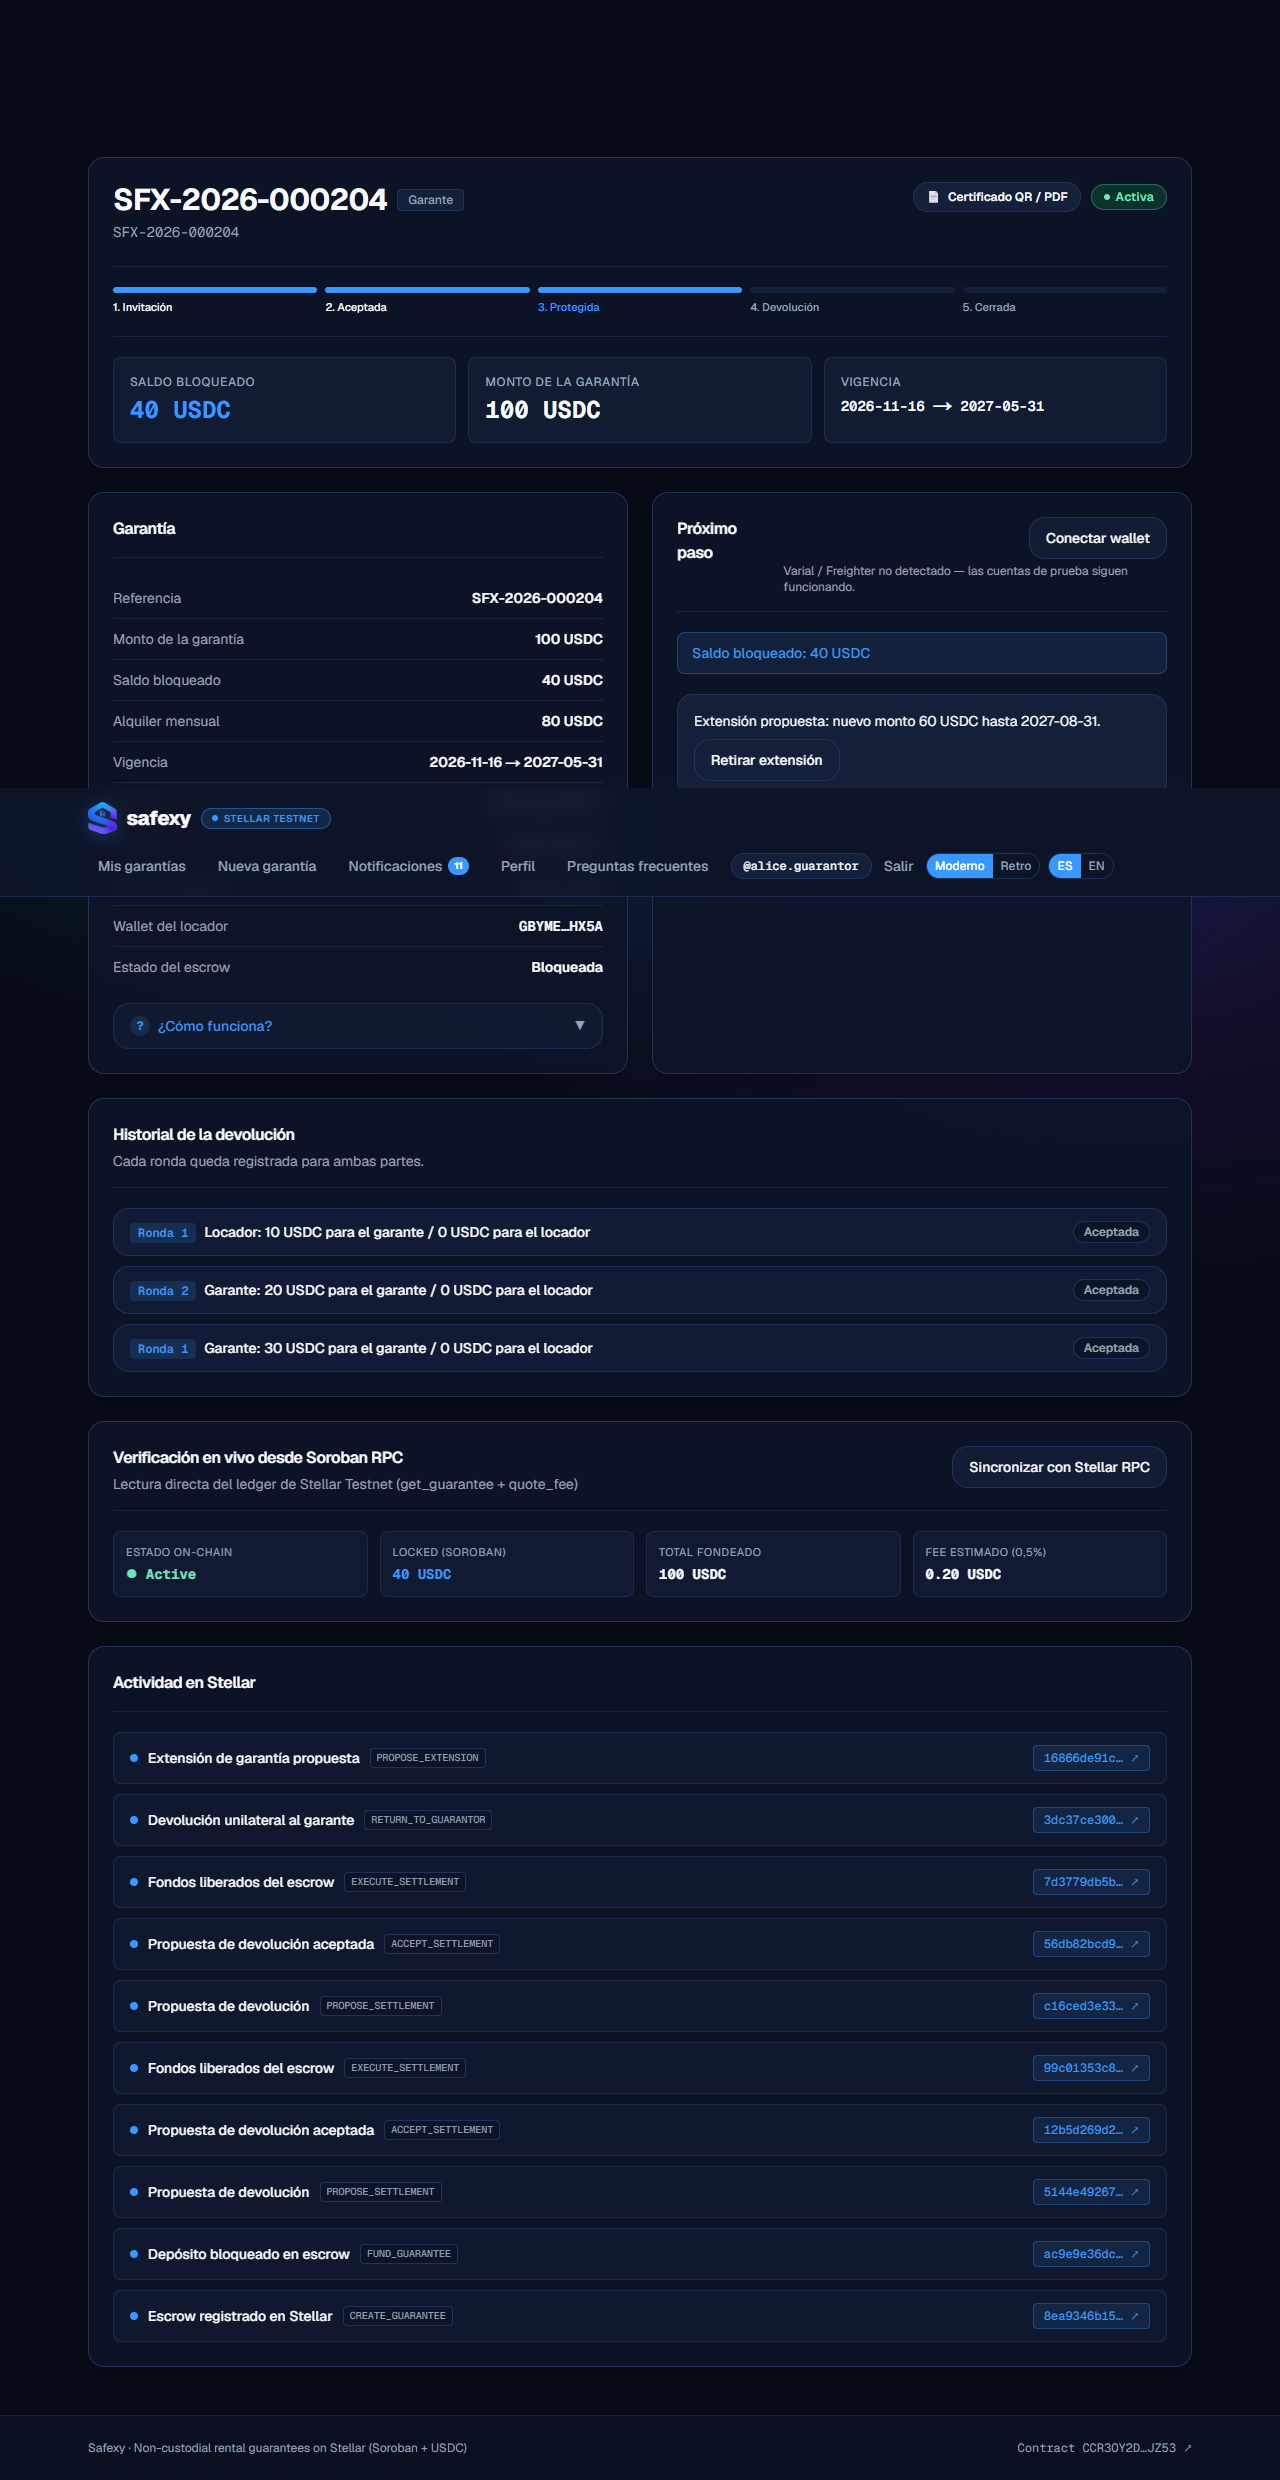 SFX-2026-000204 Garante
Certificado QR / PDF
Activa
SFX-2026-000204
1. Invitación
2. Aceptada
3. Protegida
4. Devolución
5. Cerrada
SALDO BLOQUEADO
40 USDC
MONTO DE LA GARANTÍA
100 USDC
VIGENCIA
2026-11-16 → 2027-05-31
Garantía
Referencia SFX-2026-000204
Monto de la garantía 100 USDC
Saldo bloqueado 40 USDC
Alquiler mensual 80 USDC
Vigencia 2026-11-16 → 2027-05-31
Próximo
paso
Conectar wallet
Varial / Freighter no detectado — las cuentas de prueba siguen
funcionando.
Saldo bloqueado: 40 USDC
Extensión propuesta: nuevo monto 60 USDC hasta 2027-08-31.
Retirar extensión
safexy STELLAR TESTNET
Mis garantías Nueva garantía Notificaciones 11 Perfil Preguntas frecuentes @alice.guarantor Salir Moderno Retro ES EN
Wallet del locador GBYME…HX5A
Estado del escrow Bloqueada
? ¿Cómo funciona? ▼
Historial de la devolución
Cada ronda queda registrada para ambas partes.
Ronda 1 Locador: 10 USDC para el garante / 0 USDC para el locador Aceptada
Ronda 2 Garante: 20 USDC para el garante / 0 USDC para el locador Aceptada
Ronda 1 Garante: 30 USDC para el garante / 0 USDC para el locador Aceptada
Verificación en vivo desde Soroban RPC
Lectura directa del ledger de Stellar Testnet (get_guarantee + quote_fee)
Sincronizar con Stellar RPC
ESTADO ON-CHAIN
● Active
LOCKED (SOROBAN)
40 USDC
TOTAL FONDEADO
100 USDC
FEE ESTIMADO (0,5%)
0.20 USDC
Actividad en Stellar
Extensión de garantía propuesta PROPOSE_EXTENSION 16866de91c… ↗
Devolución unilateral al garante RETURN_TO_GUARANTOR 3dc37ce300… ↗
Fondos liberados del escrow EXECUTE_SETTLEMENT 7d3779db5b… ↗
Propuesta de devolución aceptada ACCEPT_SETTLEMENT 56db82bcd9… ↗
Propuesta de devolución PROPOSE_SETTLEMENT c16ced3e33… ↗
Fondos liberados del escrow EXECUTE_SETTLEMENT 99c01353c8… ↗
Propuesta de devolución aceptada ACCEPT_SETTLEMENT 12b5d269d2… ↗
Propuesta de devolución PROPOSE_SETTLEMENT 5144e49267… ↗
Depósito bloqueado en escrow FUND_GUARANTEE ac9e9e36dc… ↗
Escrow registrado en Stellar CREATE_GUARANTEE 8ea9346b15… ↗
Safexy · Non-custodial rental guarantees on Stellar (Soroban + USDC)
Contract CCR3OY2D…JZ53 ↗